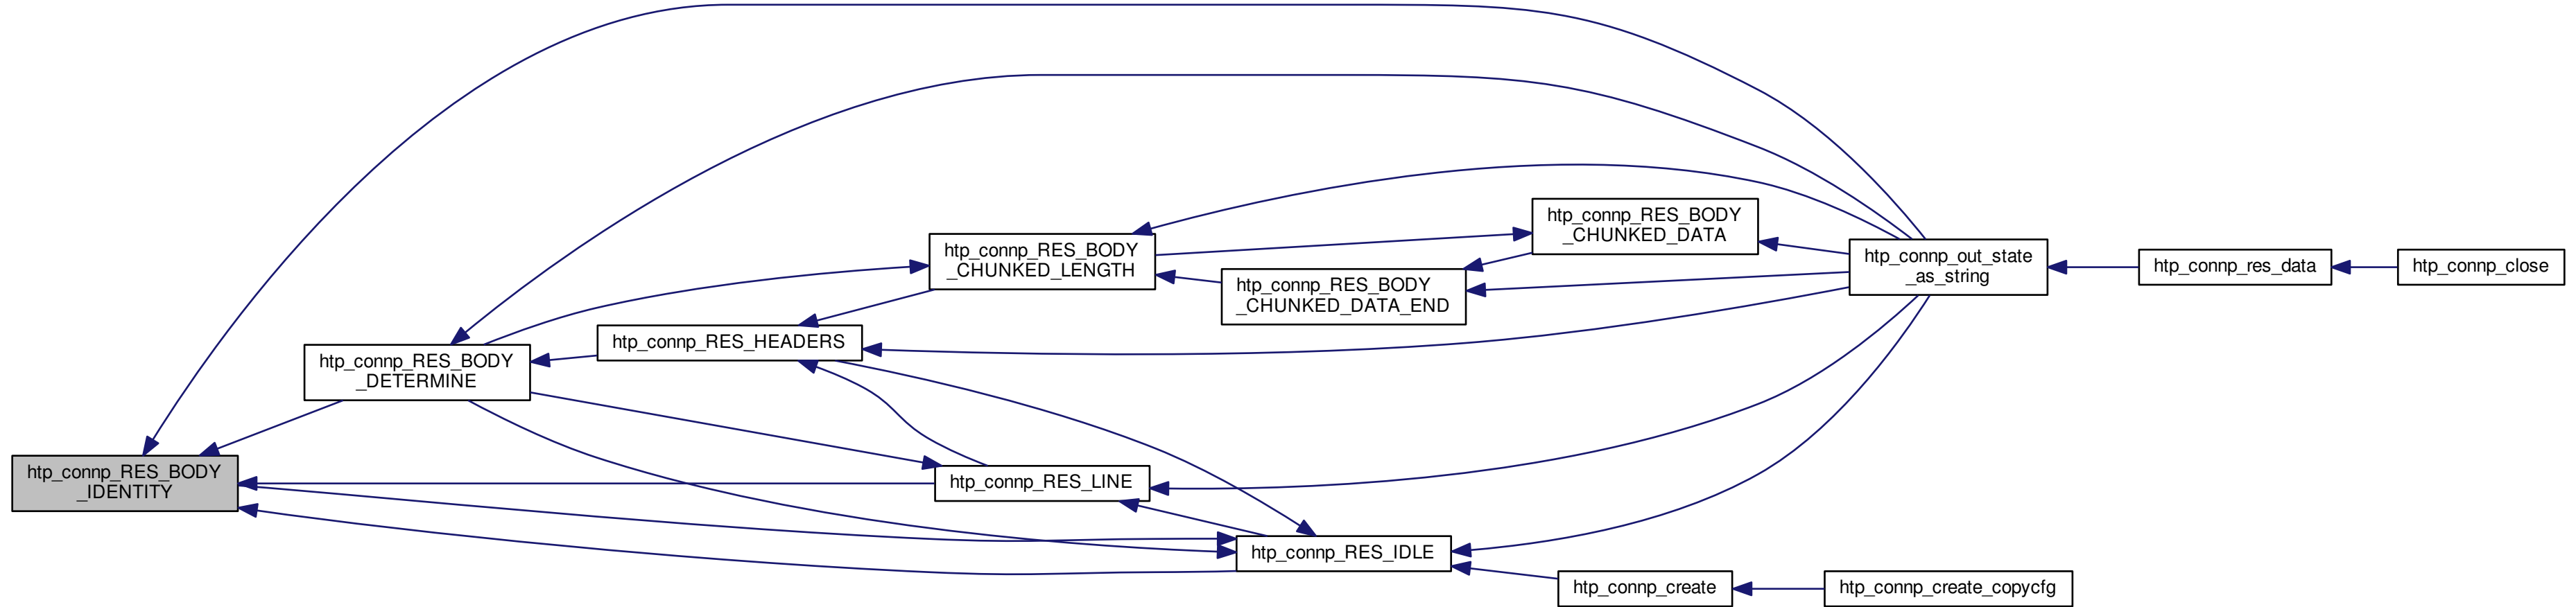 htp_connp_RES_BODY
_IDENTITY
htp_connp_RES_BODY
_DETERMINE
htp_connp_RES_HEADERS
htp_connp_RES_BODY
_CHUNKED_LENGTH
htp_connp_RES_LINE
htp_connp_RES_BODY
_CHUNKED_DATA_END
htp_connp_RES_IDLE
htp_connp_RES_BODY
_CHUNKED_DATA
htp_connp_create
htp_connp_out_state
_as_string
htp_connp_create_copycfg
htp_connp_res_data
htp_connp_close